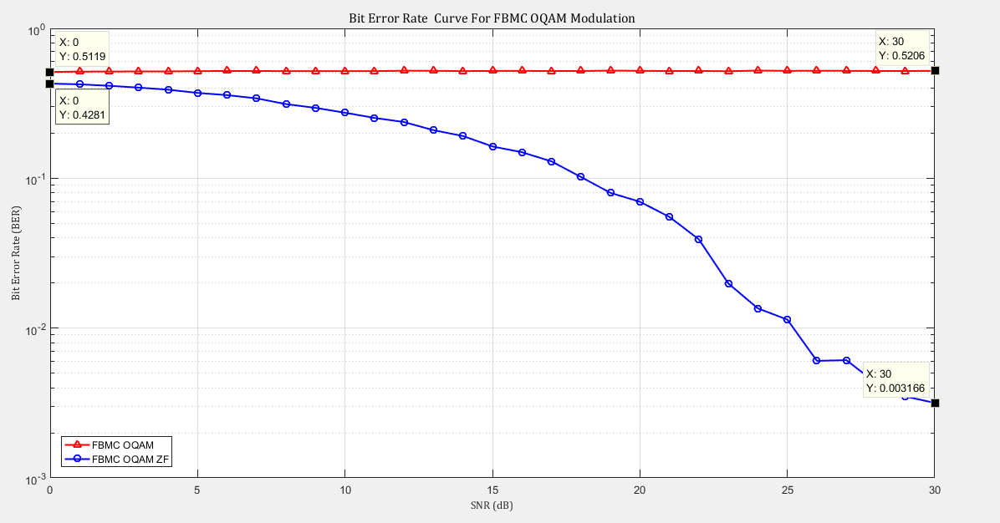 Bit Error Rate  Curve For FBMC OQAM Modulation
10^0
X: 0
Y: 0.5119
X: 30
Y: 0.5206
X: 0
Y: 0.4281
10^-1
Bit Error Rate (BER)
10^-2
X: 30
Y: 0.003166
FBMC OQAM
FBMC OQAM ZF
10^-3
0 5 10 15 20 25 30
SNR (dB)